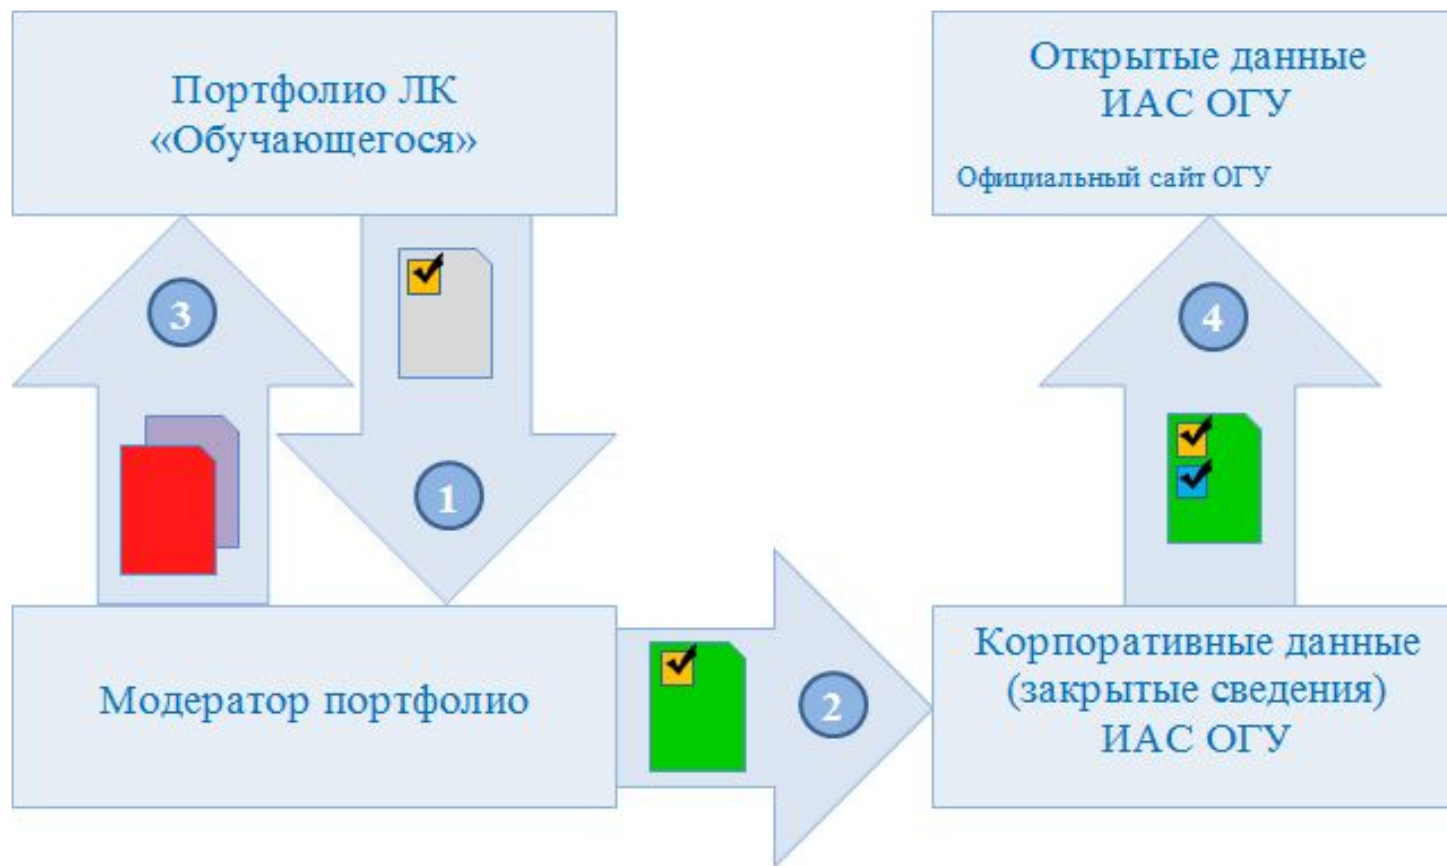 Портфолио ЛК
«Обучающегося»
Открытые данные
ИАС ОГУ
Официальный сайт ОГУ
3
1
4
Модератор портфолио
2
Корпоративные данные
(закрытые сведения)
ИАС ОГУ